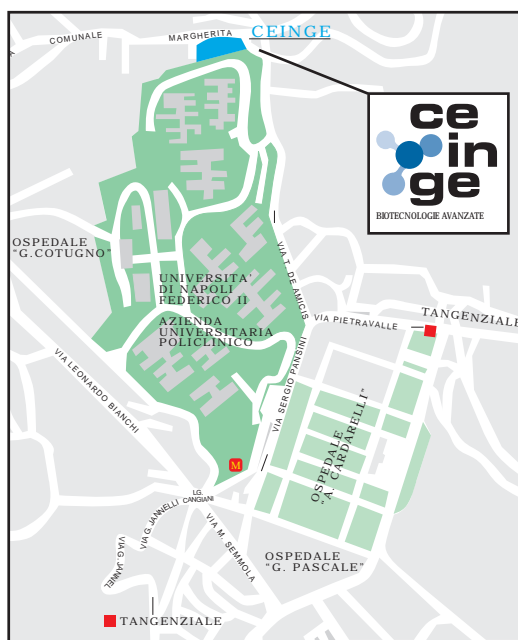 COMUNALE MARGHERITA
CEINGE
ce
in
ge
BIOTECNOLOGIE AVANZATE
OSPEDALE
"G.COTUGNO"
UNIVERSITA'
DI NAPOLI
FEDERICO II
AZIENDA
UNIVERSITARIA
POLICLINICO
VIA T. DE AMICIS
VIA PIETRAVALLE
TANGENZIALE
VIA LEONARDO BIANCHI
VIA SERGIO PANSINI
OSPEDALE
"A. CARDARELLI"
M
LG.
CANGIANI
VIA G.JANNELLI
VIA G. JANNEL
VIA M. SEMMOLA
OSPEDALE
"G. PASCALE"
TANGENZIALE